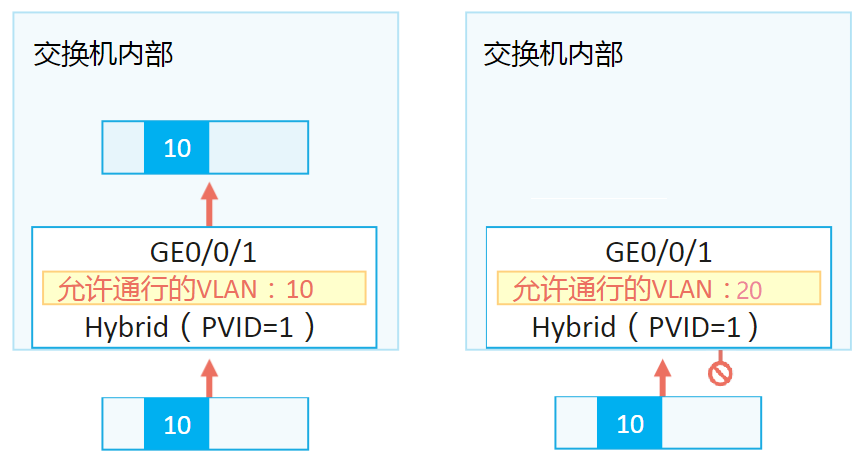 交换机内部
10
GE0/0/1
允许通行的VLAN：10
Hybrid（PVID=1）
10
交换机内部
GE0/0/1
允许通行的VLAN：20
Hybrid（PVID=1）
10